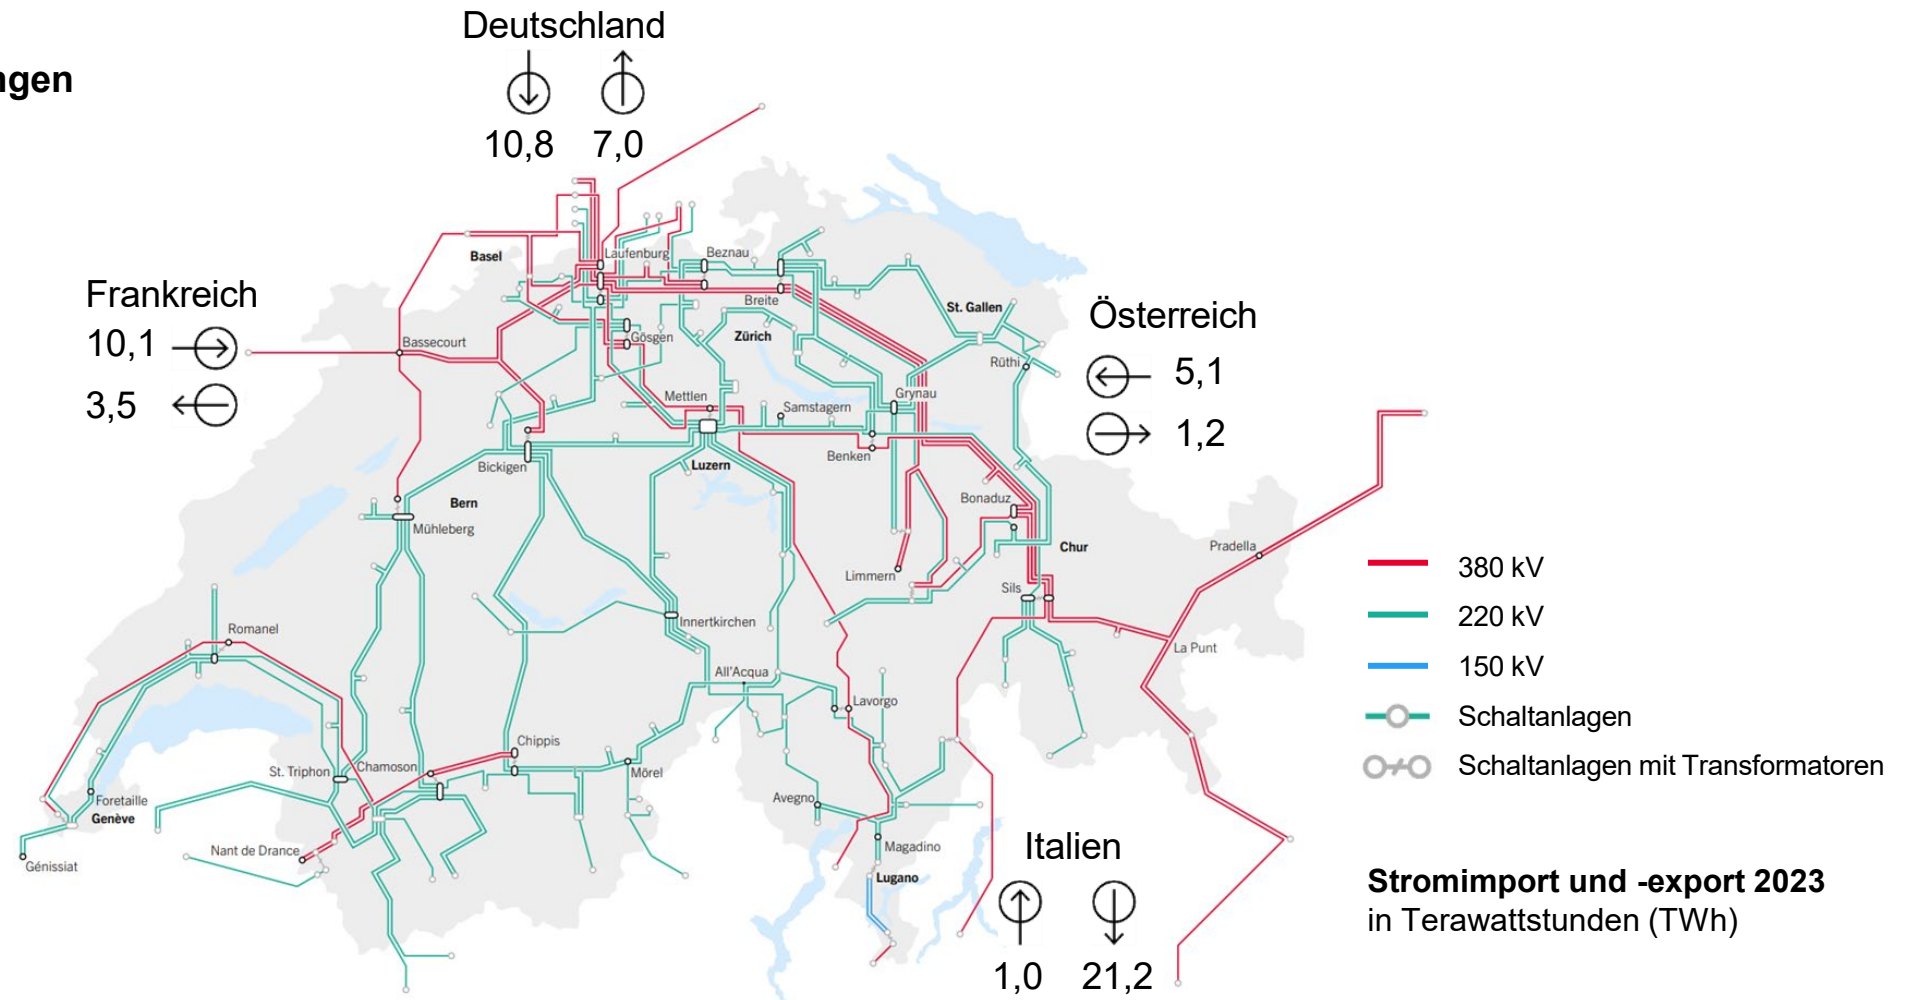 Deutschland
10,8 7,0
ngen
Frankreich
10,1
3,5
Österreich
5,1
1,2
Italien
1,0 21,2
Basel
Laufenburg
Beznau
Breite
Zürich
St. Gallen
Rüthi
Bassecourt
Gösgen
Mettlen
Samstagern
Grynau
Benken
Bickigen
Luzern
Bern
Mühleberg
Bonaduz
Chur
Limmern
Sils
Pradella
La Punt
Innertkirchen
All'Acqua
Lavorgo
Romanel
Chippis
Chamoson
St. Triphon
Mörel
Foretaille
Genève
Génissiat
Nant de Drance
Avegno
Magadino
Lugano
380 kV
220 kV
150 kV
Schaltanlagen
Schaltanlagen mit Transformatoren
Stromimport und -export 2023
in Terawattstunden (TWh)